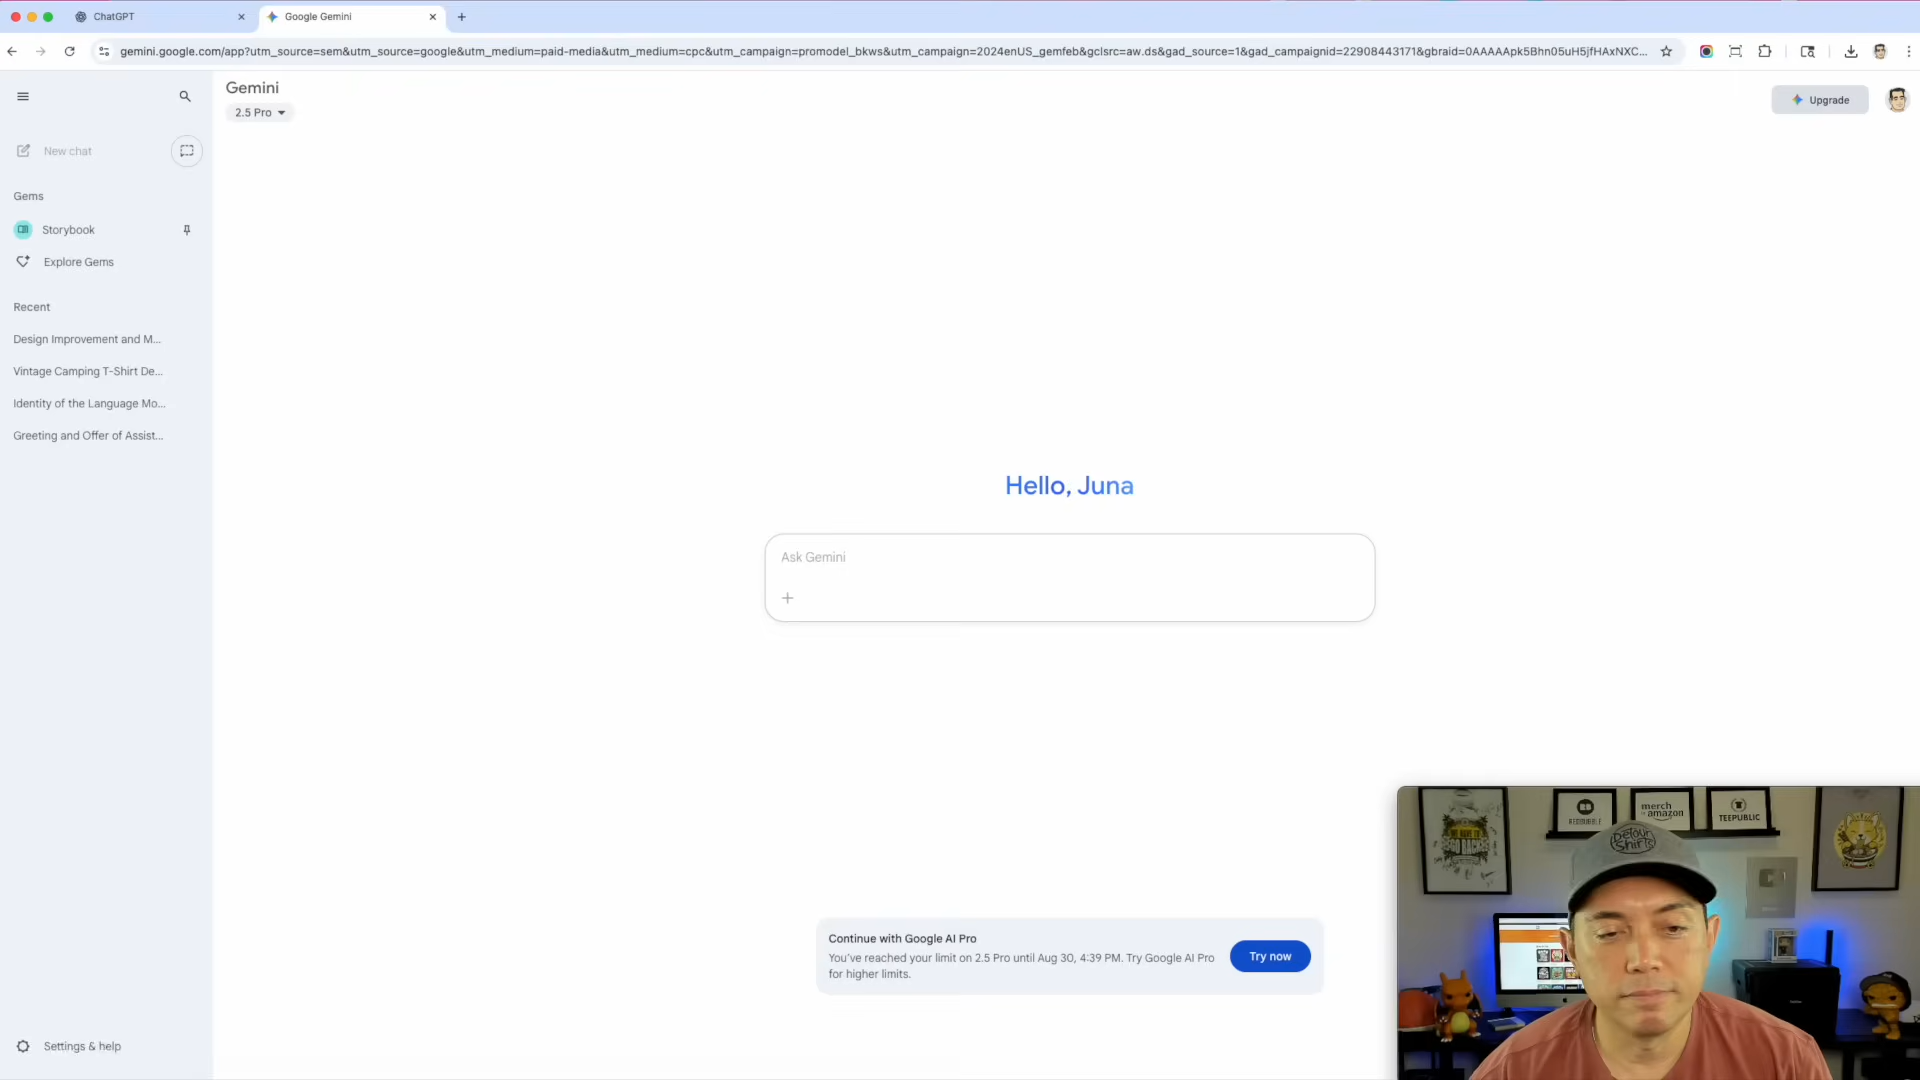 ChatGPT
Google Gemini
gemini.google.com/app?utm_source=sem&utm_source=google&utm_medium=paid-media&utm_medium=cpc&utm_campaign=promodel_bkws&utm_campaign=2024enUS_gemfeb&gclsrc=aw.ds&gad_source=1&gad_campaignid=22908443171&gbraid=0AAAAApk5Bhn05uH5jfHAxNXC...
Gemini
2.5 Pro
Upgrade
New chat
Gems
Storybook
Explore Gems
Recent
Design Improvement and M...
Vintage Camping T-Shirt De...
Identity of the Language Mo...
Greeting and Offer of Assist...
Hello, Juna
Ask Gemini
Continue with Google AI Pro
You've reached your limit on 2.5 Pro until Aug 30, 4:39 PM. Try Google AI Pro
for higher limits.
Try now
Settings & help
REDBUBBLE
merch
amazon
TEEPUBLIC
Detour
Shirts